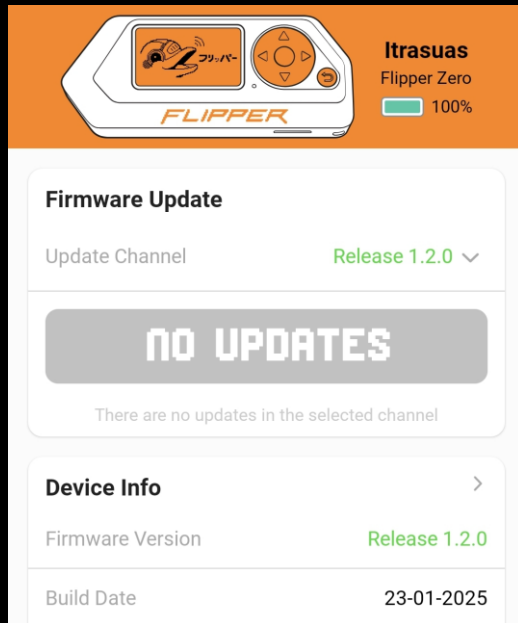 フリッパー
FLIPPER
Itrasuas
Flipper Zero
100%
Firmware Update
Update Channel
Release 1.2.0
NO UPDATES
There are no updates in the selected channel
Device Info
Firmware Version
Release 1.2.0
Build Date
23-01-2025